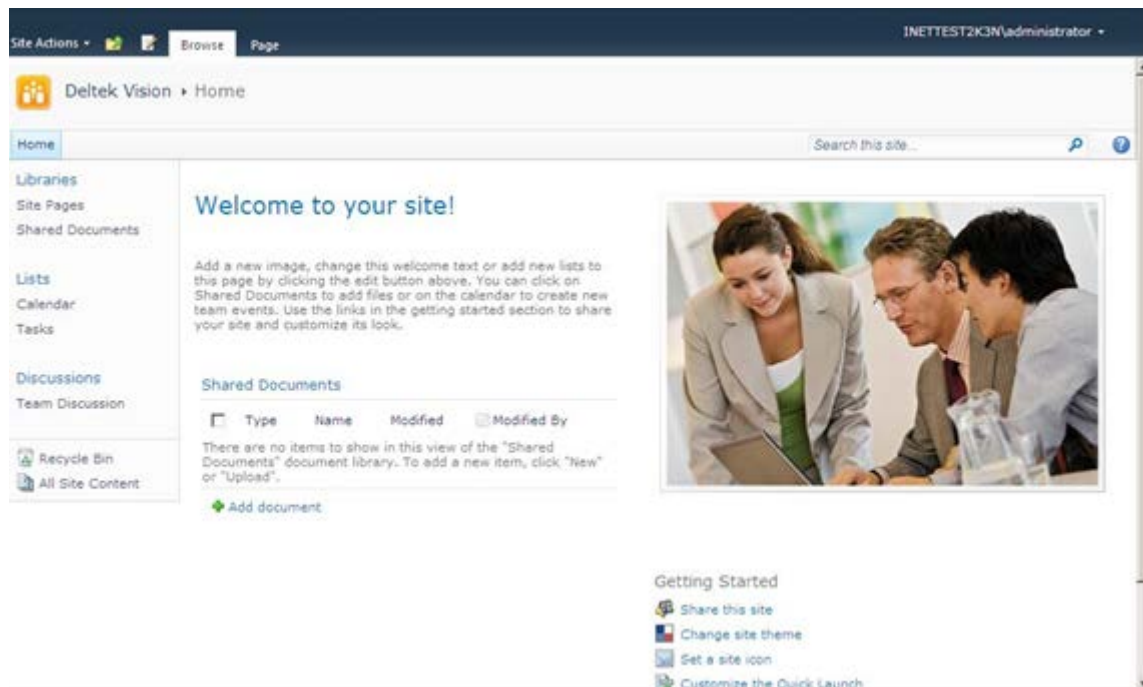 Site Actions
Browse
Page
INETTEST2K3N\administrator
Deltek Vision ▸ Home
Home
Search this site...
Libraries
Site Pages
Shared Documents
Lists
Calendar
Tasks
Discussions
Team Discussion
Recycle Bin
All Site Content
Welcome to your site!
Add a new image, change this welcome text or add new lists to
this page by clicking the edit button above. You can click on
Shared Documents to add files or on the calendar to create new
team events. Use the links in the getting started section to share
your site and customize its look.
Shared Documents
Type Name Modified Modified By
There are no items to show in this view of the "Shared
Documents" document library. To add a new item, click "New"
or "Upload".
Add document
Getting Started
Share this site
Change site theme
Set a site icon
Customize the Quick Launch